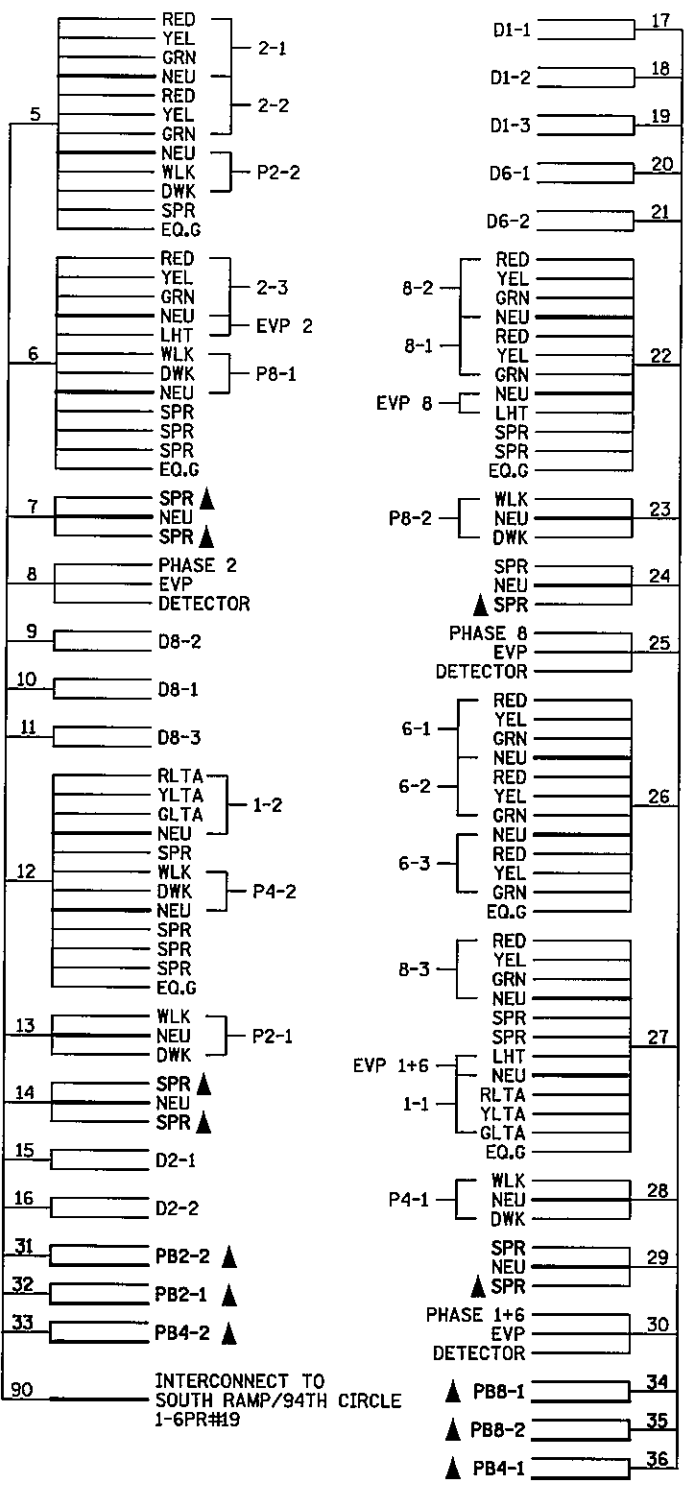 5
RED
YEL
GRN
NEU
RED
YEL
GRN
NEU
WLK
DWK
SPR
EQ.G
2-1
2-2
P2-2
6
RED
YEL
GRN
NEU
LHT
WLK
DWK
NEU
SPR
SPR
SPR
EQ.G
2-3
EVP 2
P8-1
7
SPR
NEU
SPR
8
PHASE 2
EVP
DETECTOR
9
D8-2
10
D8-1
11
D8-3
12
RLTA
YLTA
GLTA
NEU
SPR
WLK
DWK
NEU
SPR
SPR
SPR
EQ.G
1-2
P4-2
13
WLK
NEU
DWK
P2-1
14
SPR
NEU
SPR
15
D2-1
16
D2-2
31
PB2-2
32
PB2-1
33
PB4-2
90
INTERCONNECT TO
SOUTH RAMP/94TH CIRCLE
1-6PR#19
D1-1
17
D1-2
18
D1-3
19
D6-1
20
D6-2
21
8-2
8-1
EVP 8
RED
YEL
GRN
NEU
RED
YEL
GRN
NEU
LHT
SPR
SPR
EQ.G
22
P8-2
WLK
NEU
DWK
23
SPR
NEU
SPR
24
PHASE 8
EVP
DETECTOR
25
6-1
6-2
6-3
RED
YEL
GRN
NEU
RED
YEL
GRN
NEU
RED
YEL
GRN
EQ.G
26
8-3
EVP 1+6
1-1
RED
YEL
GRN
NEU
SPR
SPR
LHT
NEU
RLTA
YLTA
GLTA
EQ.G
27
P4-1
WLK
NEU
DWK
28
SPR
NEU
SPR
29
PHASE 1+6
EVP
DETECTOR
30
PB8-1
34
PB8-2
35
PB4-1
36